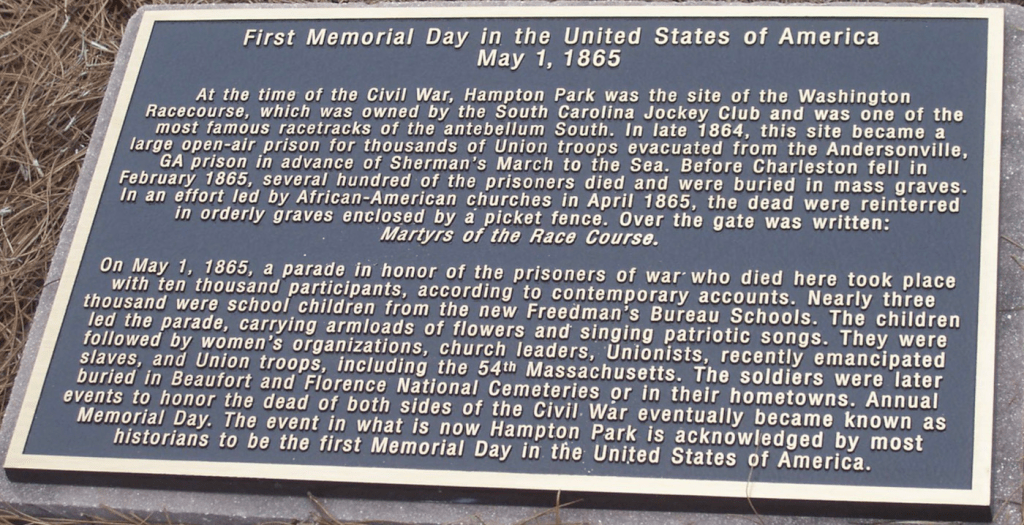 First Memorial Day in the United States of America
May 1, 1865
At the time of the Civil War, Hampton Park was the site of the Washington
Racecourse, which was owned by the South Carolina Jockey Club and was one of the
most famous racetracks of the antebellum South. In late 1864, this site became a
large open-air prison for thousands of Union troops evacuated from the Andersonville,
GA prison in advance of Sherman's March to the Sea. Before Charleston fell in
February 1865, several hundred of the prisoners died and were buried in mass graves.
In an effort led by African-American churches in April 1865, the dead were reinterred
in orderly graves enclosed by a picket fence. Over the gate was written:
Martyrs of the Race Course.
On May 1, 1865, a parade in honor of the prisoners of war who died here took place
with ten thousand participants, according to contemporary accounts. Nearly three
thousand were school children from the new Freedman's Bureau Schools. The children
led the parade, carrying armloads of flowers and singing patriotic songs. They were
followed by women's organizations, church leaders, Unionists, recently emancipated
slaves, and Union troops, including the 54th Massachusetts. The soldiers were later
buried in Beaufort and Florence National Cemeteries or in their hometowns. Annual
events to honor the dead of both sides of the Civil War eventually became known as
Memorial Day. The event in what is now Hampton Park is acknowledged by most
historians to be the first Memorial Day in the United States of America.